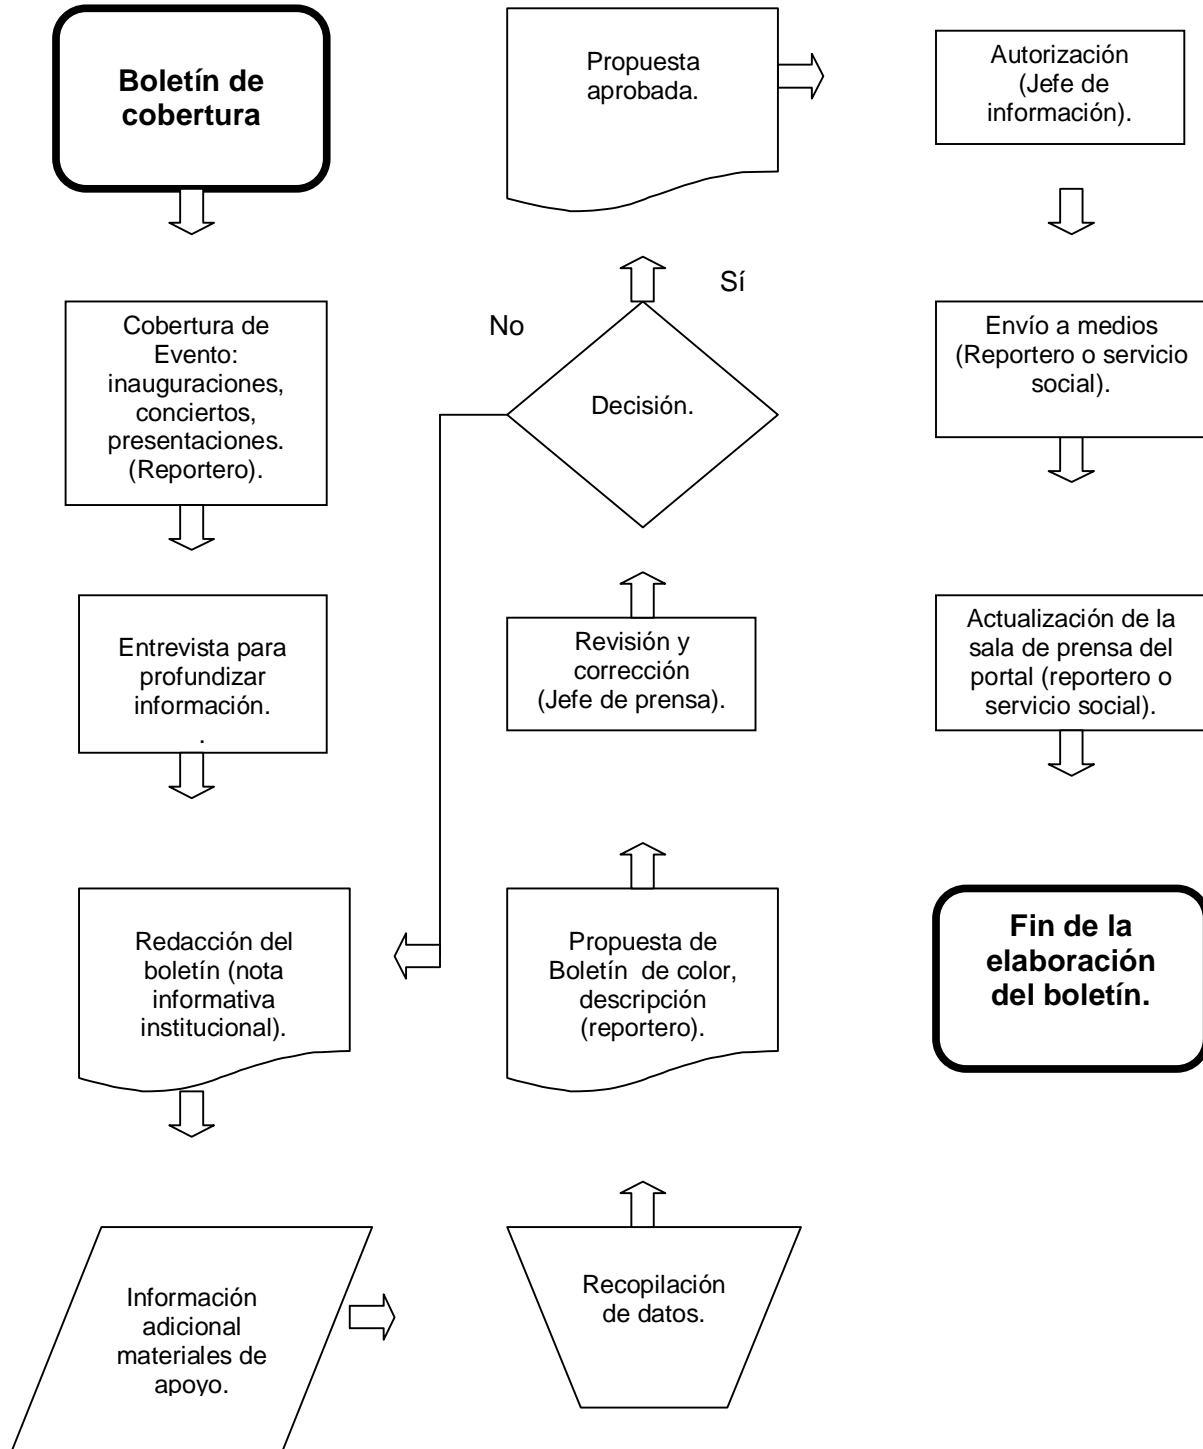 Boletín de
cobertura
Cobertura de
Evento:
inauguraciones,
conciertos,
presentaciones.
(Reportero).
Entrevista para
profundizar
información.
.
Redacción del
boletín (nota
informativa
institucional).
Información
adicional
materiales de
apoyo.
Recopilación
de datos.
Propuesta de
Boletín  de color,
descripción
(reportero).
Revisión y
corrección
(Jefe de prensa).
Decisión.
No
Sí
Propuesta
aprobada.
Autorización
(Jefe de
información).
Envío a medios
(Reportero o servicio
social).
Actualización de la
sala de prensa del
portal (reportero o
servicio social).
Fin de la
elaboración
del boletín.